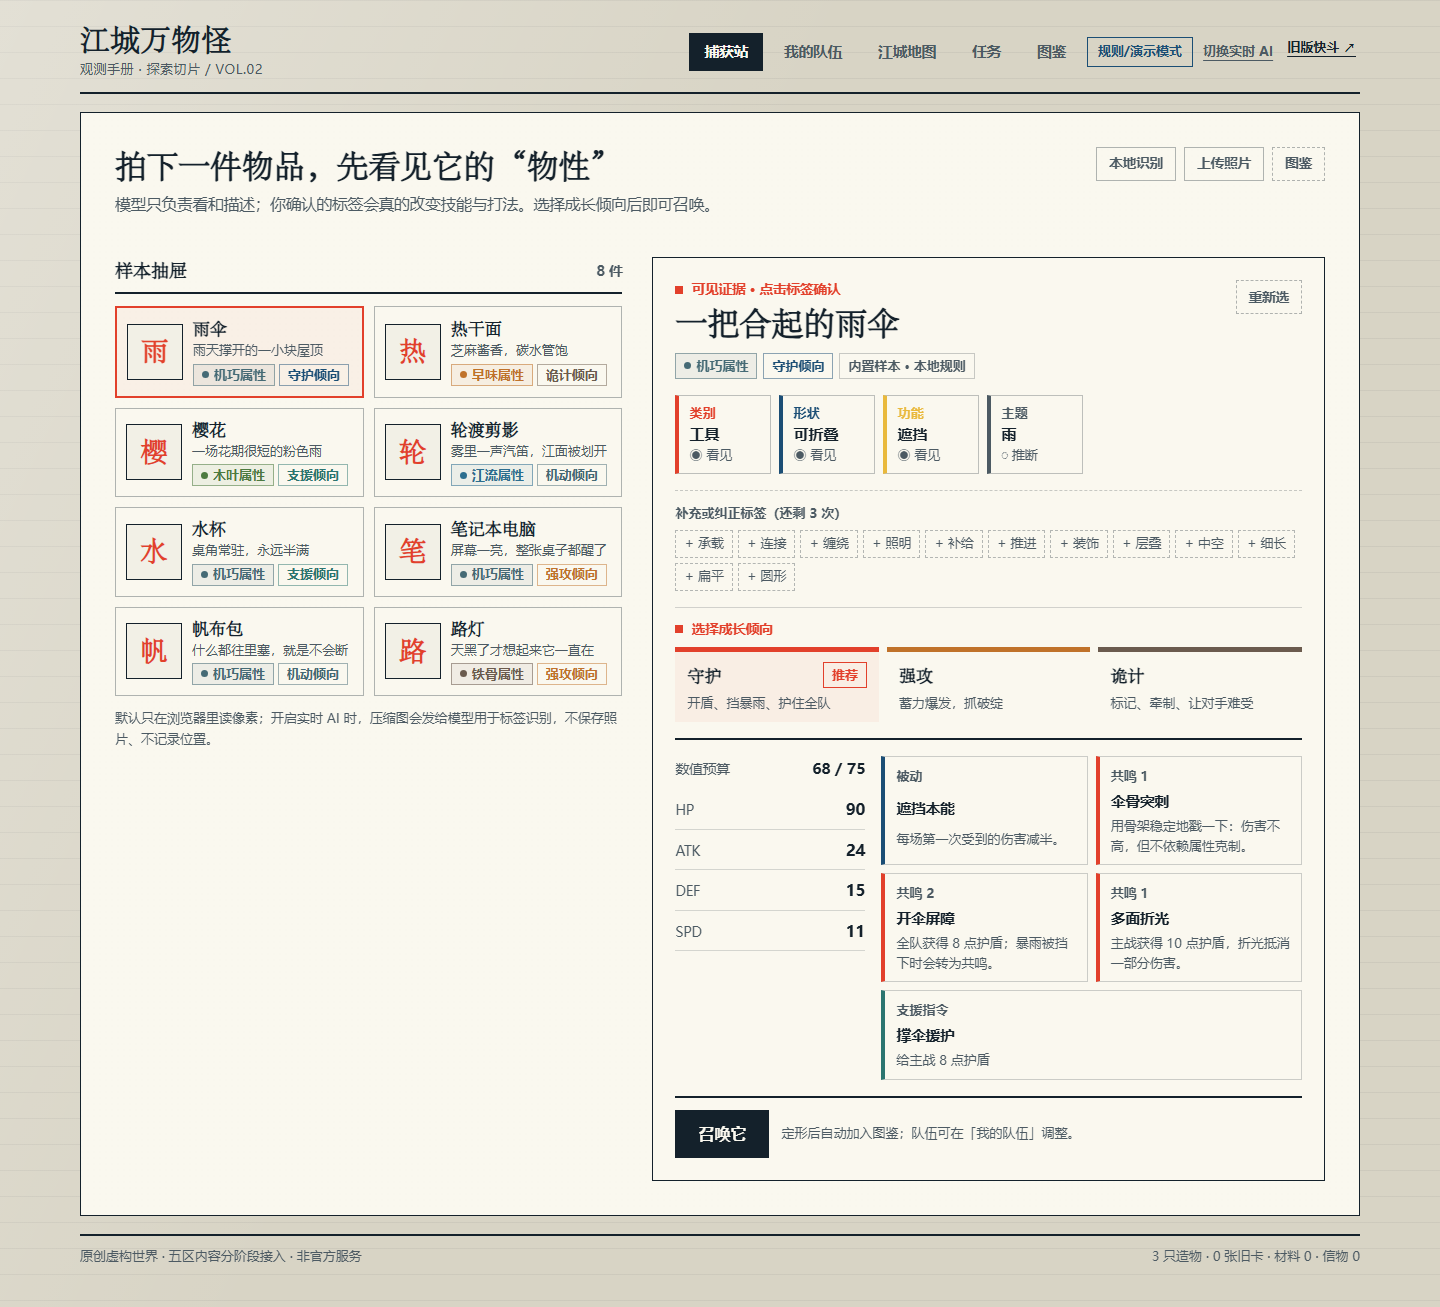 江城万物怪
观测手册 · 探索切片 / VOL.02
捕获站
我的队伍
江城地图
任务
图鉴
规则/演示模式
切换实时 AI
旧版快斗 ↗
拍下一件物品，先看见它的“物性”
模型只负责看和描述；你确认的标签会真的改变技能与打法。选择成长倾向后即可召唤。
本地识别
上传照片
图鉴
样本抽屉
8 件
雨
雨伞
雨天撑开的一小块屋顶
机巧属性
守护倾向
热
热干面
芝麻酱香，碳水管饱
早味属性
诡计倾向
樱
樱花
一场花期很短的粉色雨
木叶属性
支援倾向
轮
轮渡剪影
雾里一声汽笛，江面被划开
江流属性
机动倾向
水
水杯
桌角常驻，永远半满
机巧属性
支援倾向
笔
笔记本电脑
屏幕一亮，整张桌子都醒了
机巧属性
强攻倾向
帆
帆布包
什么都往里塞，就是不会断
机巧属性
机动倾向
路
路灯
天黑了才想起来它一直在
铁骨属性
强攻倾向
默认只在浏览器里读像素；开启实时 AI 时，压缩图会发给模型用于标签识别，不保存照
片、不记录位置。
可见证据 • 点击标签确认
重新选
一把合起的雨伞
机巧属性
守护倾向
内置样本 • 本地规则
类别
工具
◉ 看见
形状
可折叠
◉ 看见
功能
遮挡
◉ 看见
主题
雨
○ 推断
补充或纠正标签（还剩 3 次）
+ 承载
+ 连接
+ 缠绕
+ 照明
+ 补给
+ 推进
+ 装饰
+ 层叠
+ 中空
+ 细长
+ 扁平
+ 圆形
选择成长倾向
守护
推荐
开盾、挡暴雨、护住全队
强攻
蓄力爆发，抓破绽
诡计
标记、牵制、让对手难受
数值预算
68 / 75
HP
90
ATK
24
DEF
15
SPD
11
被动
遮挡本能
每场第一次受到的伤害减半。
共鸣 1
伞骨突刺
用骨架稳定地戳一下：伤害不
高，但不依赖属性克制。
共鸣 2
开伞屏障
全队获得 8 点护盾；暴雨被挡
下时会转为共鸣。
共鸣 1
多面折光
主战获得 10 点护盾，折光抵消
一部分伤害。
支援指令
撑伞援护
给主战 8 点护盾
召唤它
定形后自动加入图鉴；队伍可在「我的队伍」调整。
原创虚构世界 · 五区内容分阶段接入 · 非官方服务
3 只造物 · 0 张旧卡 · 材料 0 · 信物 0